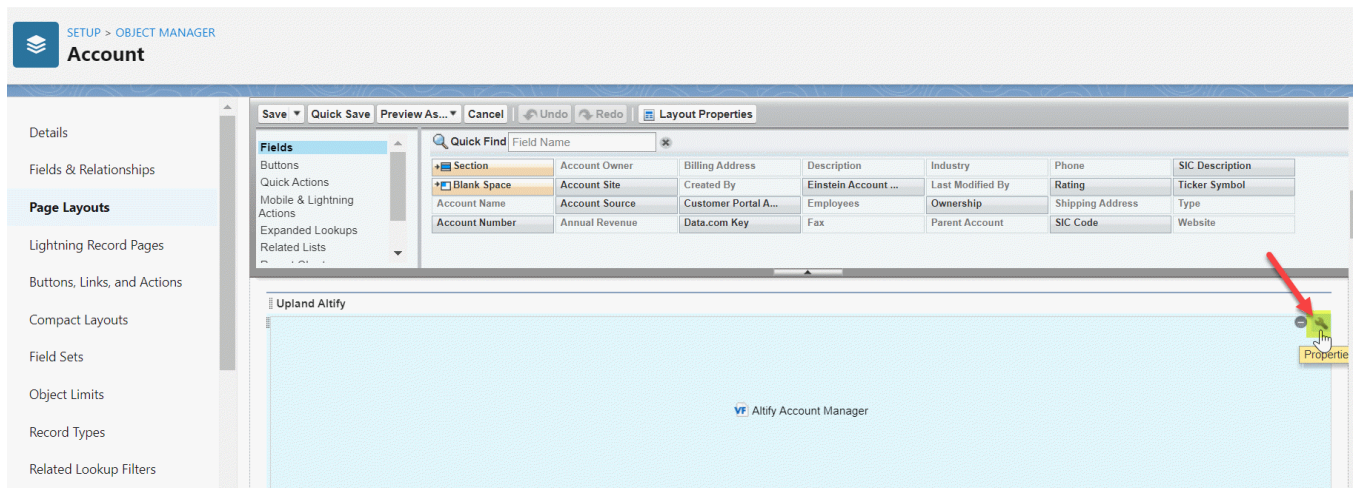 SETUP > OBJECT MANAGER
Account
Details
Fields & Relationships
Page Layouts
Lightning Record Pages
Buttons, Links, and Actions
Compact Layouts
Field Sets
Object Limits
Record Types
Related Lookup Filters
Save Quick Save Preview As... Cancel Undo Redo Layout Properties
Fields
Buttons
Quick Actions
Mobile & Lightning
Actions
Expanded Lookups
Related Lists
Quick Find Field Name
Section Account Owner Billing Address Description Industry Phone SIC Description
Blank Space Account Site Created By Einstein Account ... Last Modified By Rating Ticker Symbol
Account Name Account Source Customer Portal A... Employees Ownership Shipping Address Type
Account Number Annual Revenue Data.com Key Fax Parent Account SIC Code Website
Upland Altify
Propertie
VF Altify Account Manager